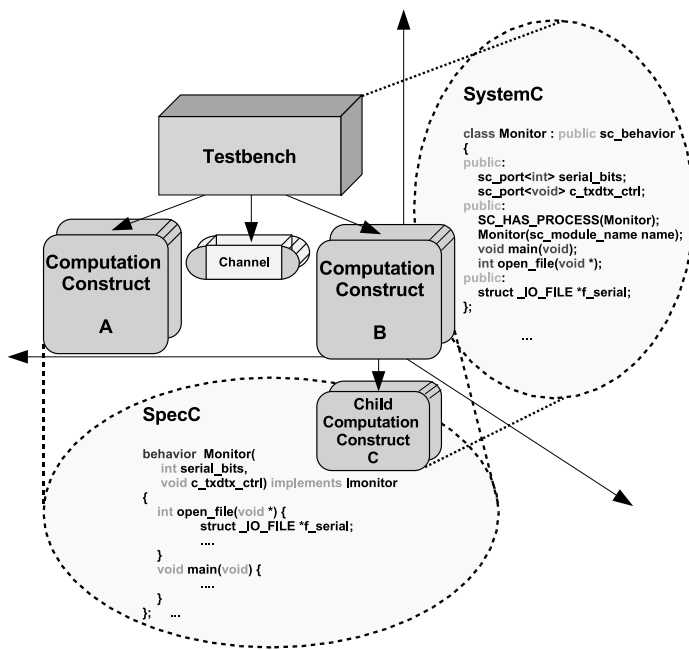 SystemC
class Monitor : public sc_behavior
{
public:
sc_port<int> serial_bits;
sc_port<void> c_txdtx_ctrl;
public:
SC_HAS_PROCESS(Monitor);
Monitor(sc_module_name name);
void main(void);
int open_file(void *);
public:
struct _IO_FILE *f_serial;
};
...
Testbench
Channel
Computation
Construct
A
Computation
Construct
B
Child
Computation
Construct
C
SpecC
behavior Monitor(
int serial_bits,
void c_txdtx_ctrl) implements Imonitor
{
int open_file(void *) {
struct _IO_FILE *f_serial;
....
}
void main(void) {
....
}
}; ...